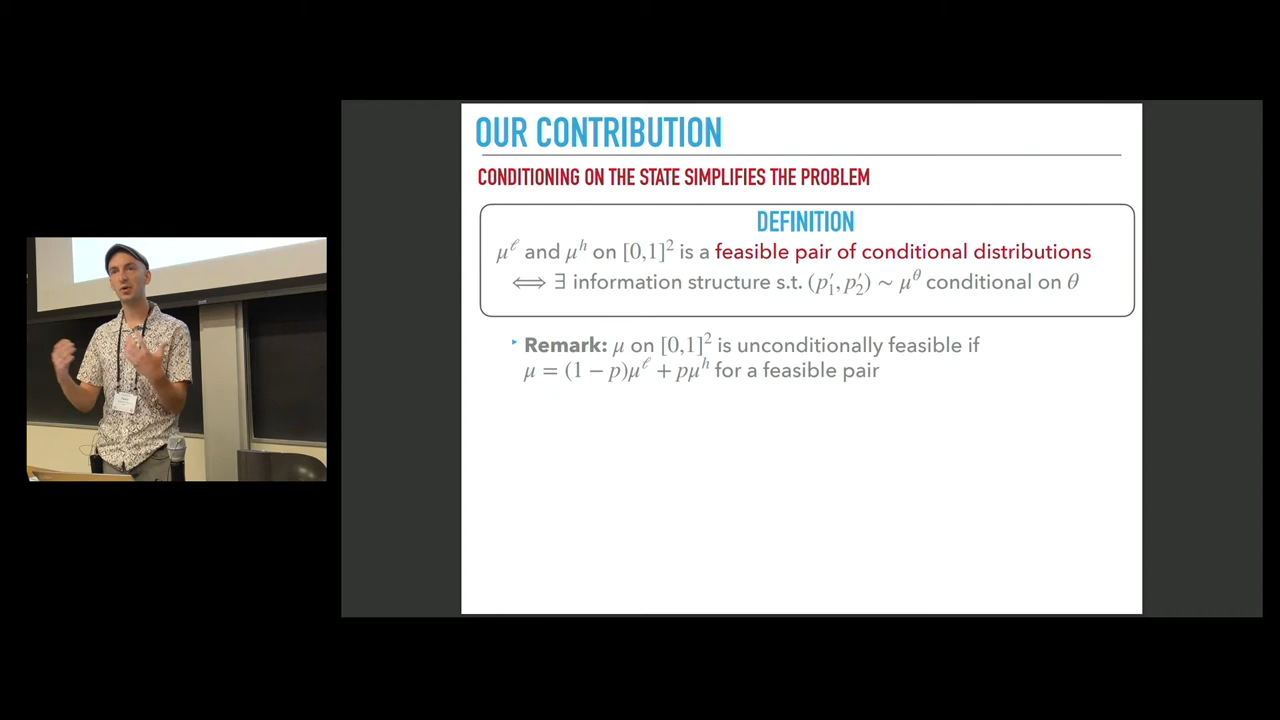 OUR CONTRIBUTION
CONDITIONING ON THE STATE SIMPLIFIES THE PROBLEM
DEFINITION
μ^ℓ and μ^h on [0,1]² is a feasible pair of conditional distributions
⟺ ∃ information structure s.t. (p′₁, p′₂) ∼ μ^θ conditional on θ
‣ Remark: μ on [0,1]² is unconditionally feasible if
μ = (1 − p)μ^ℓ + pμ^h for a feasible pair